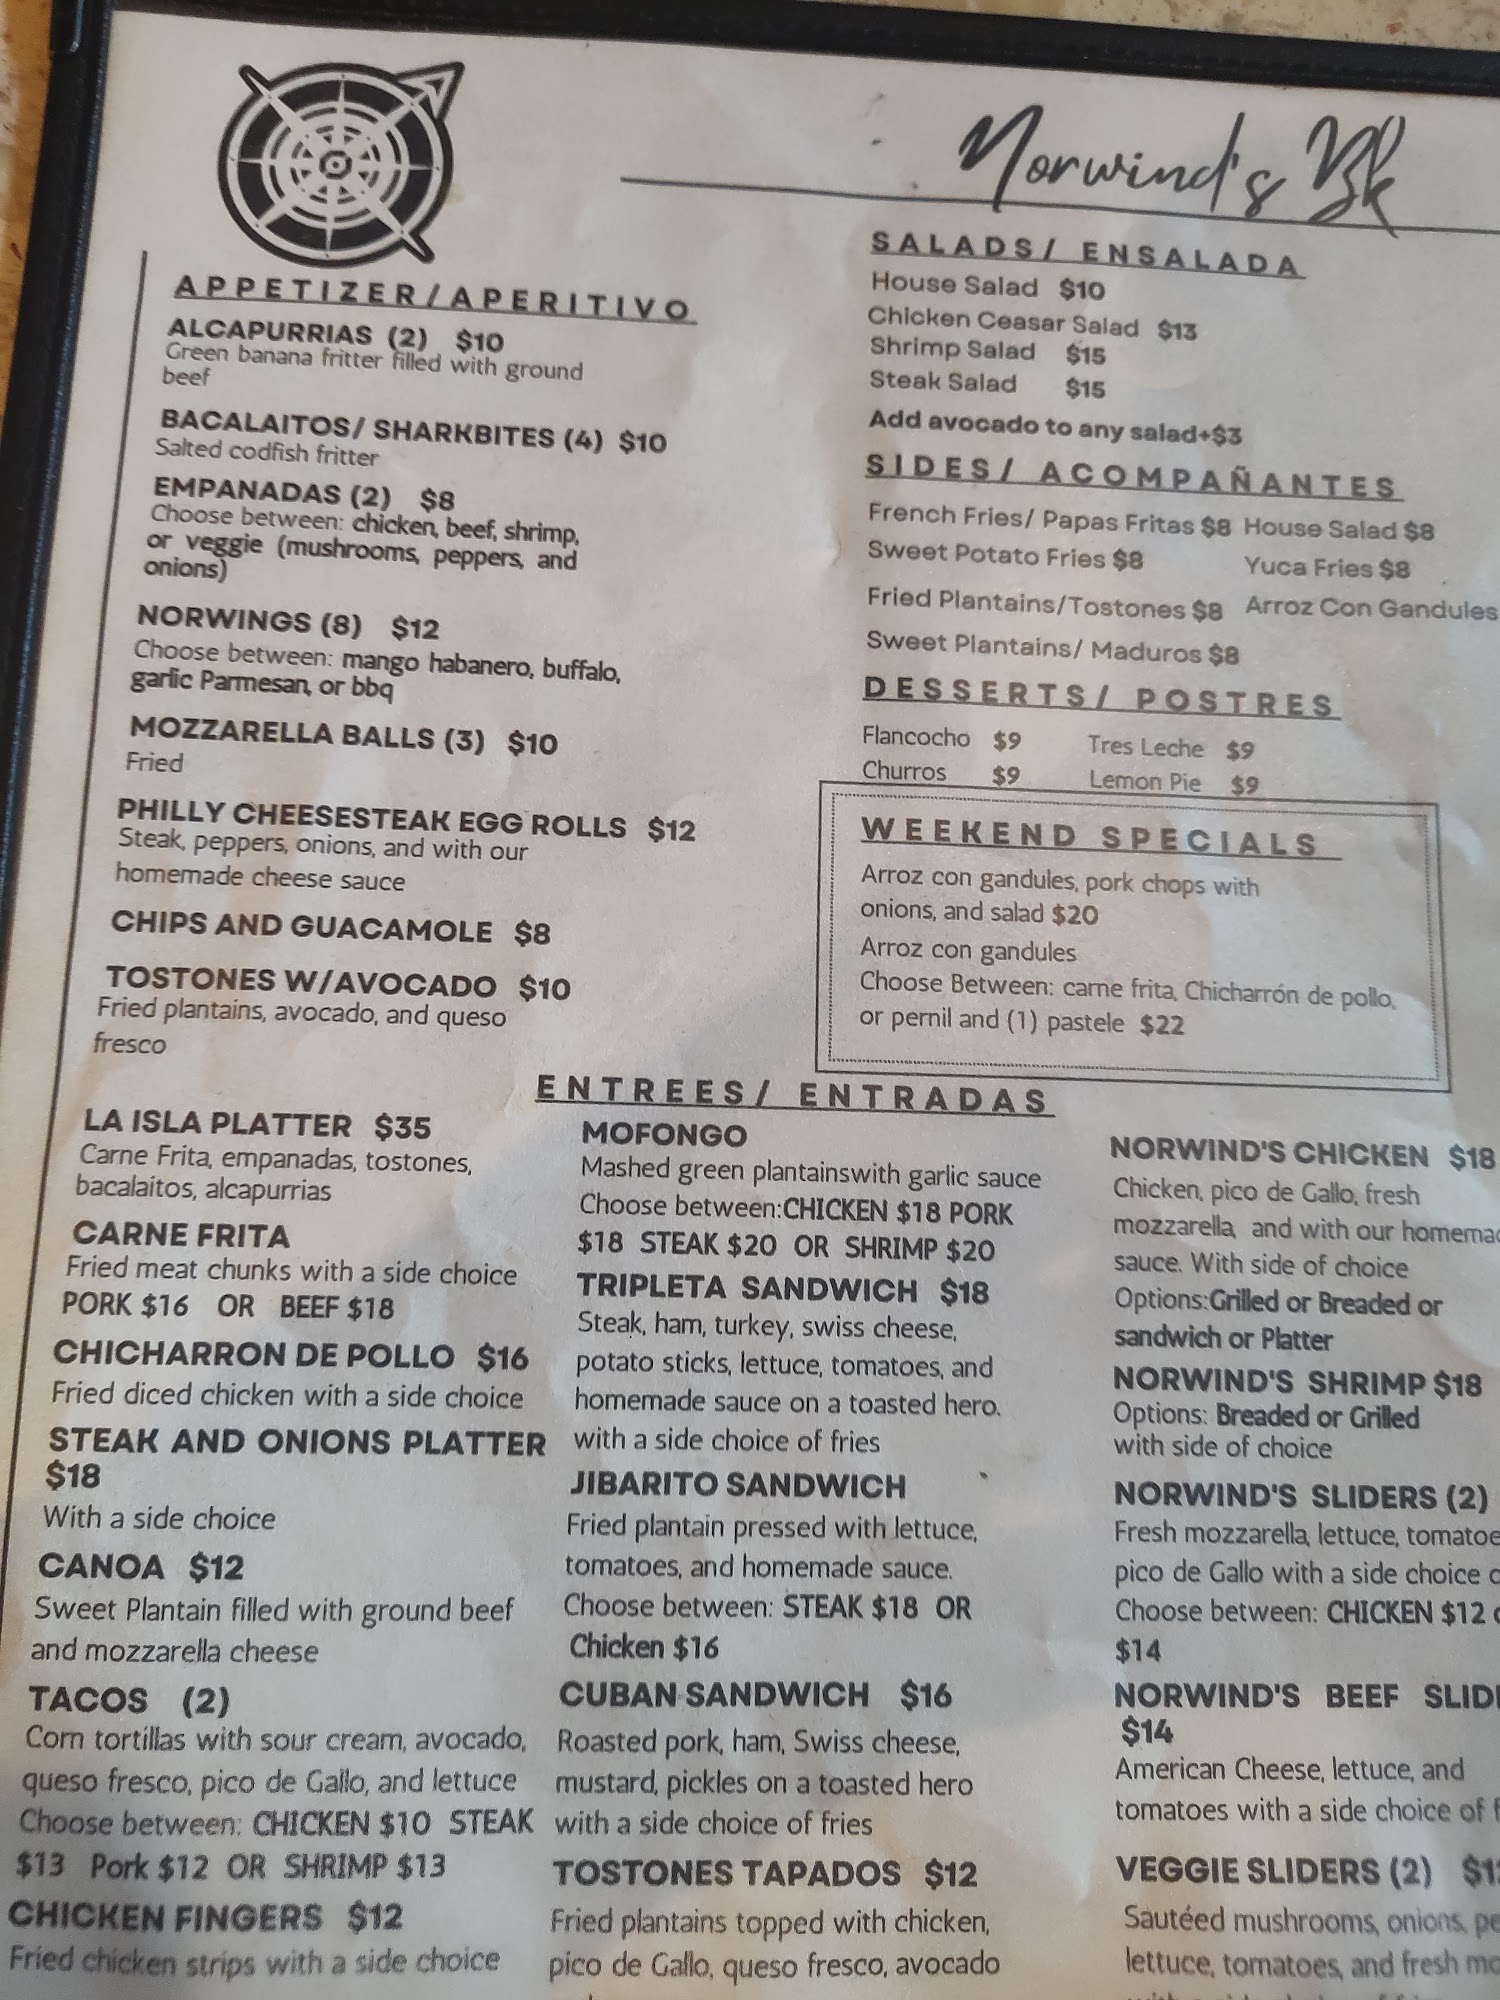 Norwind's Bk
APPETIZER/APERITIVO
ALCAPURRIAS (2) $10
Green banana fritter filled with ground
beef
BACALAITOS/ SHARKBITES (4) $10
Salted codfish fritter
EMPANADAS (2) $8
Choose between: chicken, beef, shrimp,
or veggie (mushrooms, peppers, and
onions)
NORWINGS (8) $12
Choose between: mango habanero, buffalo,
garlic Parmesan, or bbq
MOZZARELLA BALLS (3) $10
Fried
PHILLY CHEESESTEAK EGG ROLLS $12
Steak, peppers, onions, and with our
homemade cheese sauce
CHIPS AND GUACAMOLE $8
TOSTONES W/AVOCADO $10
Fried plantains, avocado, and queso
fresco
SALADS/ ENSALADA
House Salad $10
Chicken Ceasar Salad $13
Shrimp Salad $15
Steak Salad $15
Add avocado to any salad+$3
SIDES/ ACOMPAÑANTES
French Fries/ Papas Fritas $8 House Salad $8
Sweet Potato Fries $8 Yuca Fries $8
Fried Plantains/Tostones $8 Arroz Con Gandules
Sweet Plantains/ Maduros $8
DESSERTS/ POSTRES
Flancocho $9 Tres Leche $9
Churros $9 Lemon Pie $9
WEEKEND SPECIALS
Arroz con gandules, pork chops with
onions, and salad $20
Arroz con gandules
Choose Between: carne frita, Chicharrón de pollo,
or pernil and (1) pastele $22
ENTREES/ ENTRADAS
LA ISLA PLATTER $35
Carne Frita, empanadas, tostones,
bacalaitos, alcapurrias
CARNE FRITA
Fried meat chunks with a side choice
PORK $16 OR BEEF $18
CHICHARRON DE POLLO $16
Fried diced chicken with a side choice
STEAK AND ONIONS PLATTER
$18
With a side choice
CANOA $12
Sweet Plantain filled with ground beef
and mozzarella cheese
TACOS (2)
Corn tortillas with sour cream, avocado,
queso fresco, pico de Gallo, and lettuce
Choose between: CHICKEN $10 STEAK
$13 Pork $12 OR SHRIMP $13
CHICKEN FINGERS $12
Fried chicken strips with a side choice
MOFONGO
Mashed green plantainswith garlic sauce
Choose between:CHICKEN $18 PORK
$18 STEAK $20 OR SHRIMP $20
TRIPLETA SANDWICH $18
Steak, ham, turkey, swiss cheese,
potato sticks, lettuce, tomatoes, and
homemade sauce on a toasted hero.
with a side choice of fries
JIBARITO SANDWICH
Fried plantain pressed with lettuce,
tomatoes, and homemade sauce.
Choose between: STEAK $18 OR
Chicken $16
CUBAN SANDWICH $16
Roasted pork, ham, Swiss cheese,
mustard, pickles on a toasted hero
with a side choice of fries
TOSTONES TAPADOS $12
Fried plantains topped with chicken,
pico de Gallo, queso fresco, avocado
NORWIND'S CHICKEN $18
Chicken, pico de Gallo, fresh
mozzarella, and with our
sauce. With side of choice
Options:Grilled or Breaded or
sandwich or Platter
NORWIND'S SHRIMP $18
Options: Breaded or Grilled
with side of choice
NORWIND'S SLIDERS (2)
Fresh mozzarella, lettuce,
pico de Gallo with a side choice
Choose between: CHICKEN $12
$14
NORWIND'S BEEF
$14
American Cheese, lettuce, and
tomatoes with a side choice of
VEGGIE SLIDERS (2)
Sautéed mushrooms, onions,
lettuce, tomatoes, and fresh